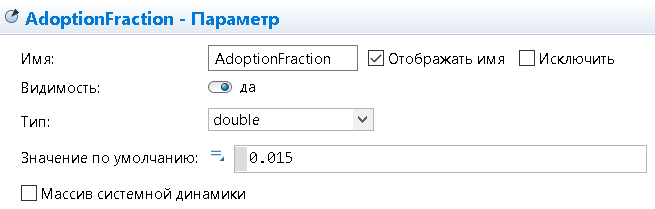 AdoptionFraction - Параметр
Имя: AdoptionFraction Отображать имя Исключить
Видимость: да
Тип: double
Значение по умолчанию: 0.015
Массив системной динамики